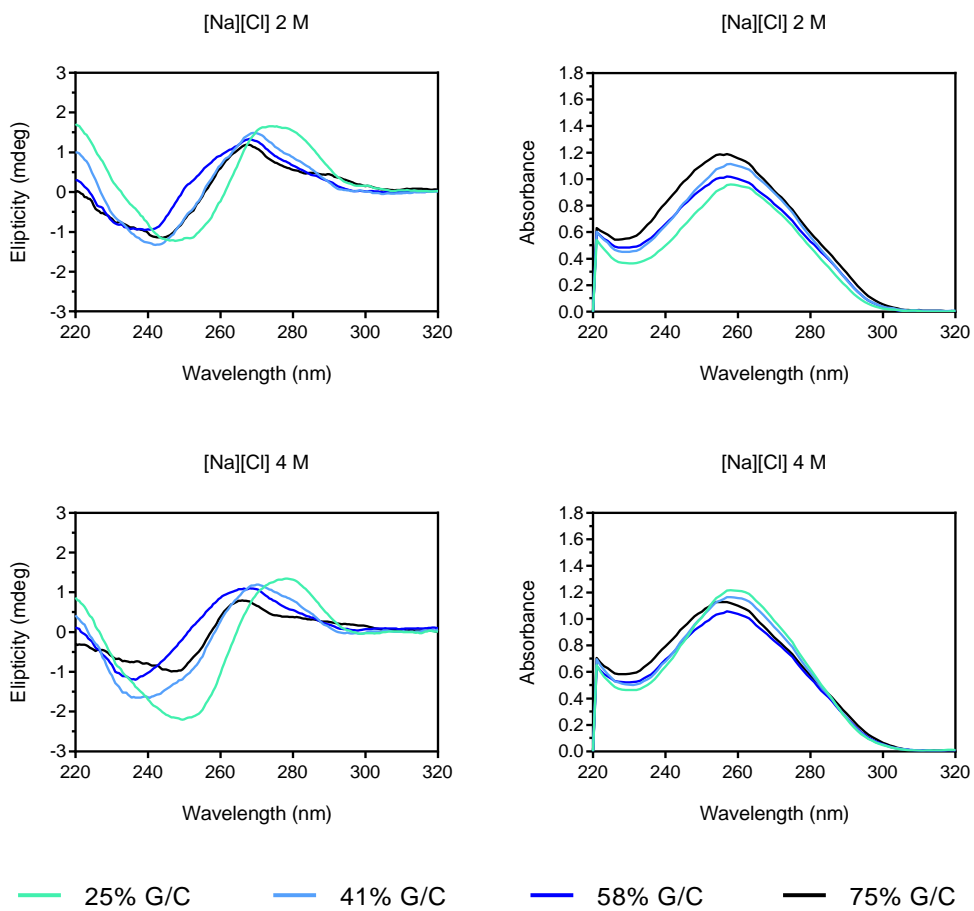 [Na][Cl] 2 M
[Na][Cl] 2 M
Elipticity (mdeg)
3
2
1
0
-1
-2
-3
220 240 260 280 300 320
Wavelength (nm)
Absorbance
1.8
1.6
1.4
1.2
1.0
0.8
0.6
0.4
0.2
0.0
220 240 260 280 300 320
Wavelength (nm)
[Na][Cl] 4 M
[Na][Cl] 4 M
Elipticity (mdeg)
3
2
1
0
-1
-2
-3
220 240 260 280 300 320
Wavelength (nm)
Absorbance
1.8
1.6
1.4
1.2
1.0
0.8
0.6
0.4
0.2
0.0
220 240 260 280 300 320
Wavelength (nm)
25% G/C 41% G/C 58% G/C 75% G/C